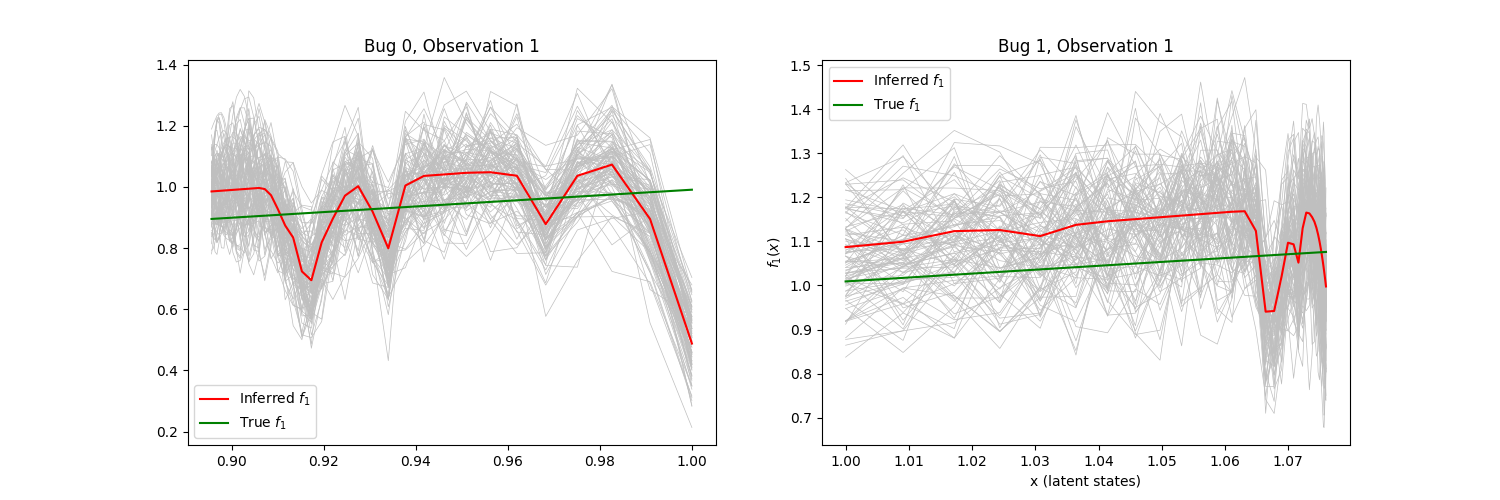 Bug 0, Observation 1
1.4
1.2
1.0
0.8
0.6
0.4
0.2
Inferred f₁
True f₁
0.90 0.92 0.94 0.96 0.98 1.00
Bug 1, Observation 1
Inferred f₁
True f₁
f₁(x)
1.5
1.4
1.3
1.2
1.1
1.0
0.9
0.8
0.7
1.00 1.01 1.02 1.03 1.04 1.05 1.06 1.07
x (latent states)